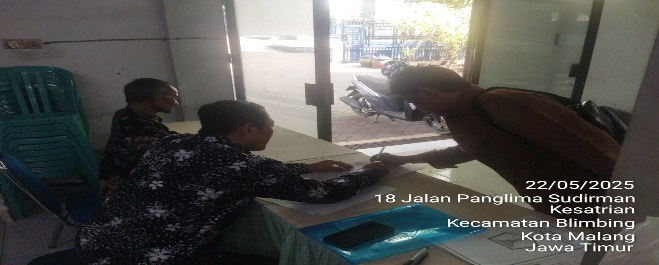 22/05/2025
18 Jalan Panglima Sudirman
Kesatrian
Kecamatan Blimbing
Kota Malang
Jawa Timur